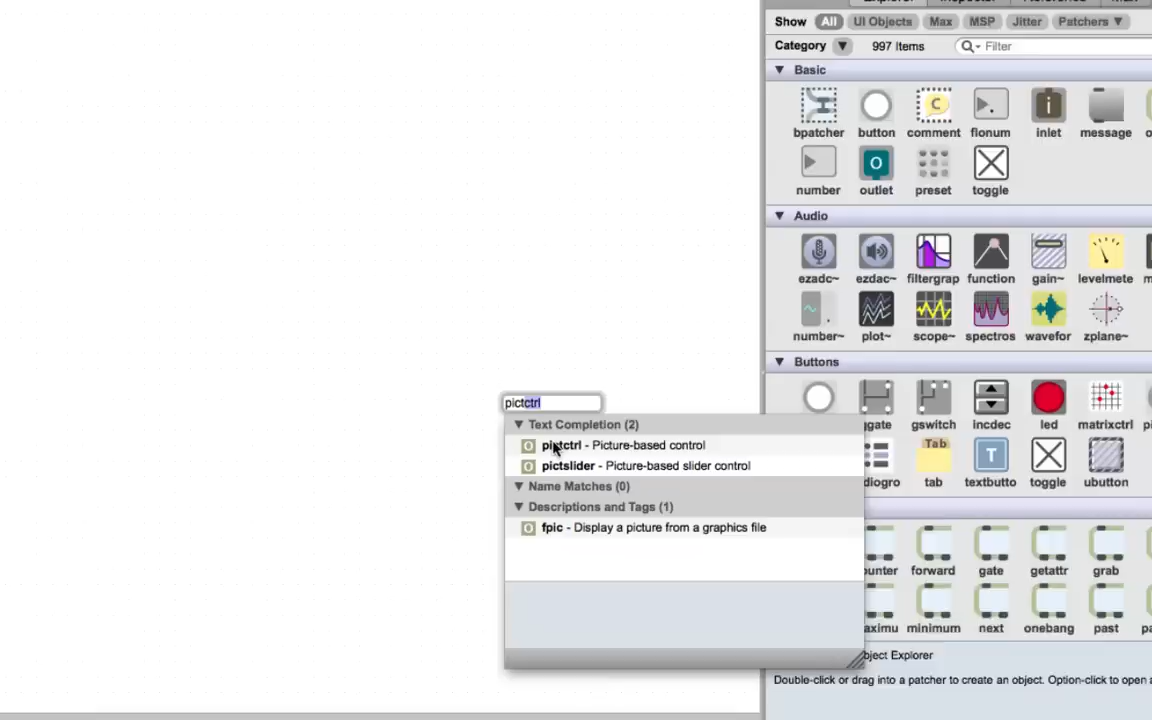 Explorer Inspector Reference Max
Show All UI Objects Max MSP Jitter Patchers ▼
Category ▼ 997 Items Filter
▼ Basic
bpatcher button comment flonum inlet message
number outlet preset toggle
▼ Audio
ezadc~ ezdac~ filtergrap function gain~ levelmete
number~ plot~ scope~ spectros wavefor zplane~
▼ Buttons
ggate gswitch incdec led matrixctrl
diogro tab textbutto toggle ubutton
Tab
T
pictctrl
▼ Text Completion (2)
pictctrl - Picture-based control
pictslider - Picture-based slider control
▼ Name Matches (0)
▼ Descriptions and Tags (1)
fpic - Display a picture from a graphics file
unter forward gate getattr grab
aximu minimum next onebang past
bject Explorer
Double-click or drag into a patcher to create an object. Option-click to open a